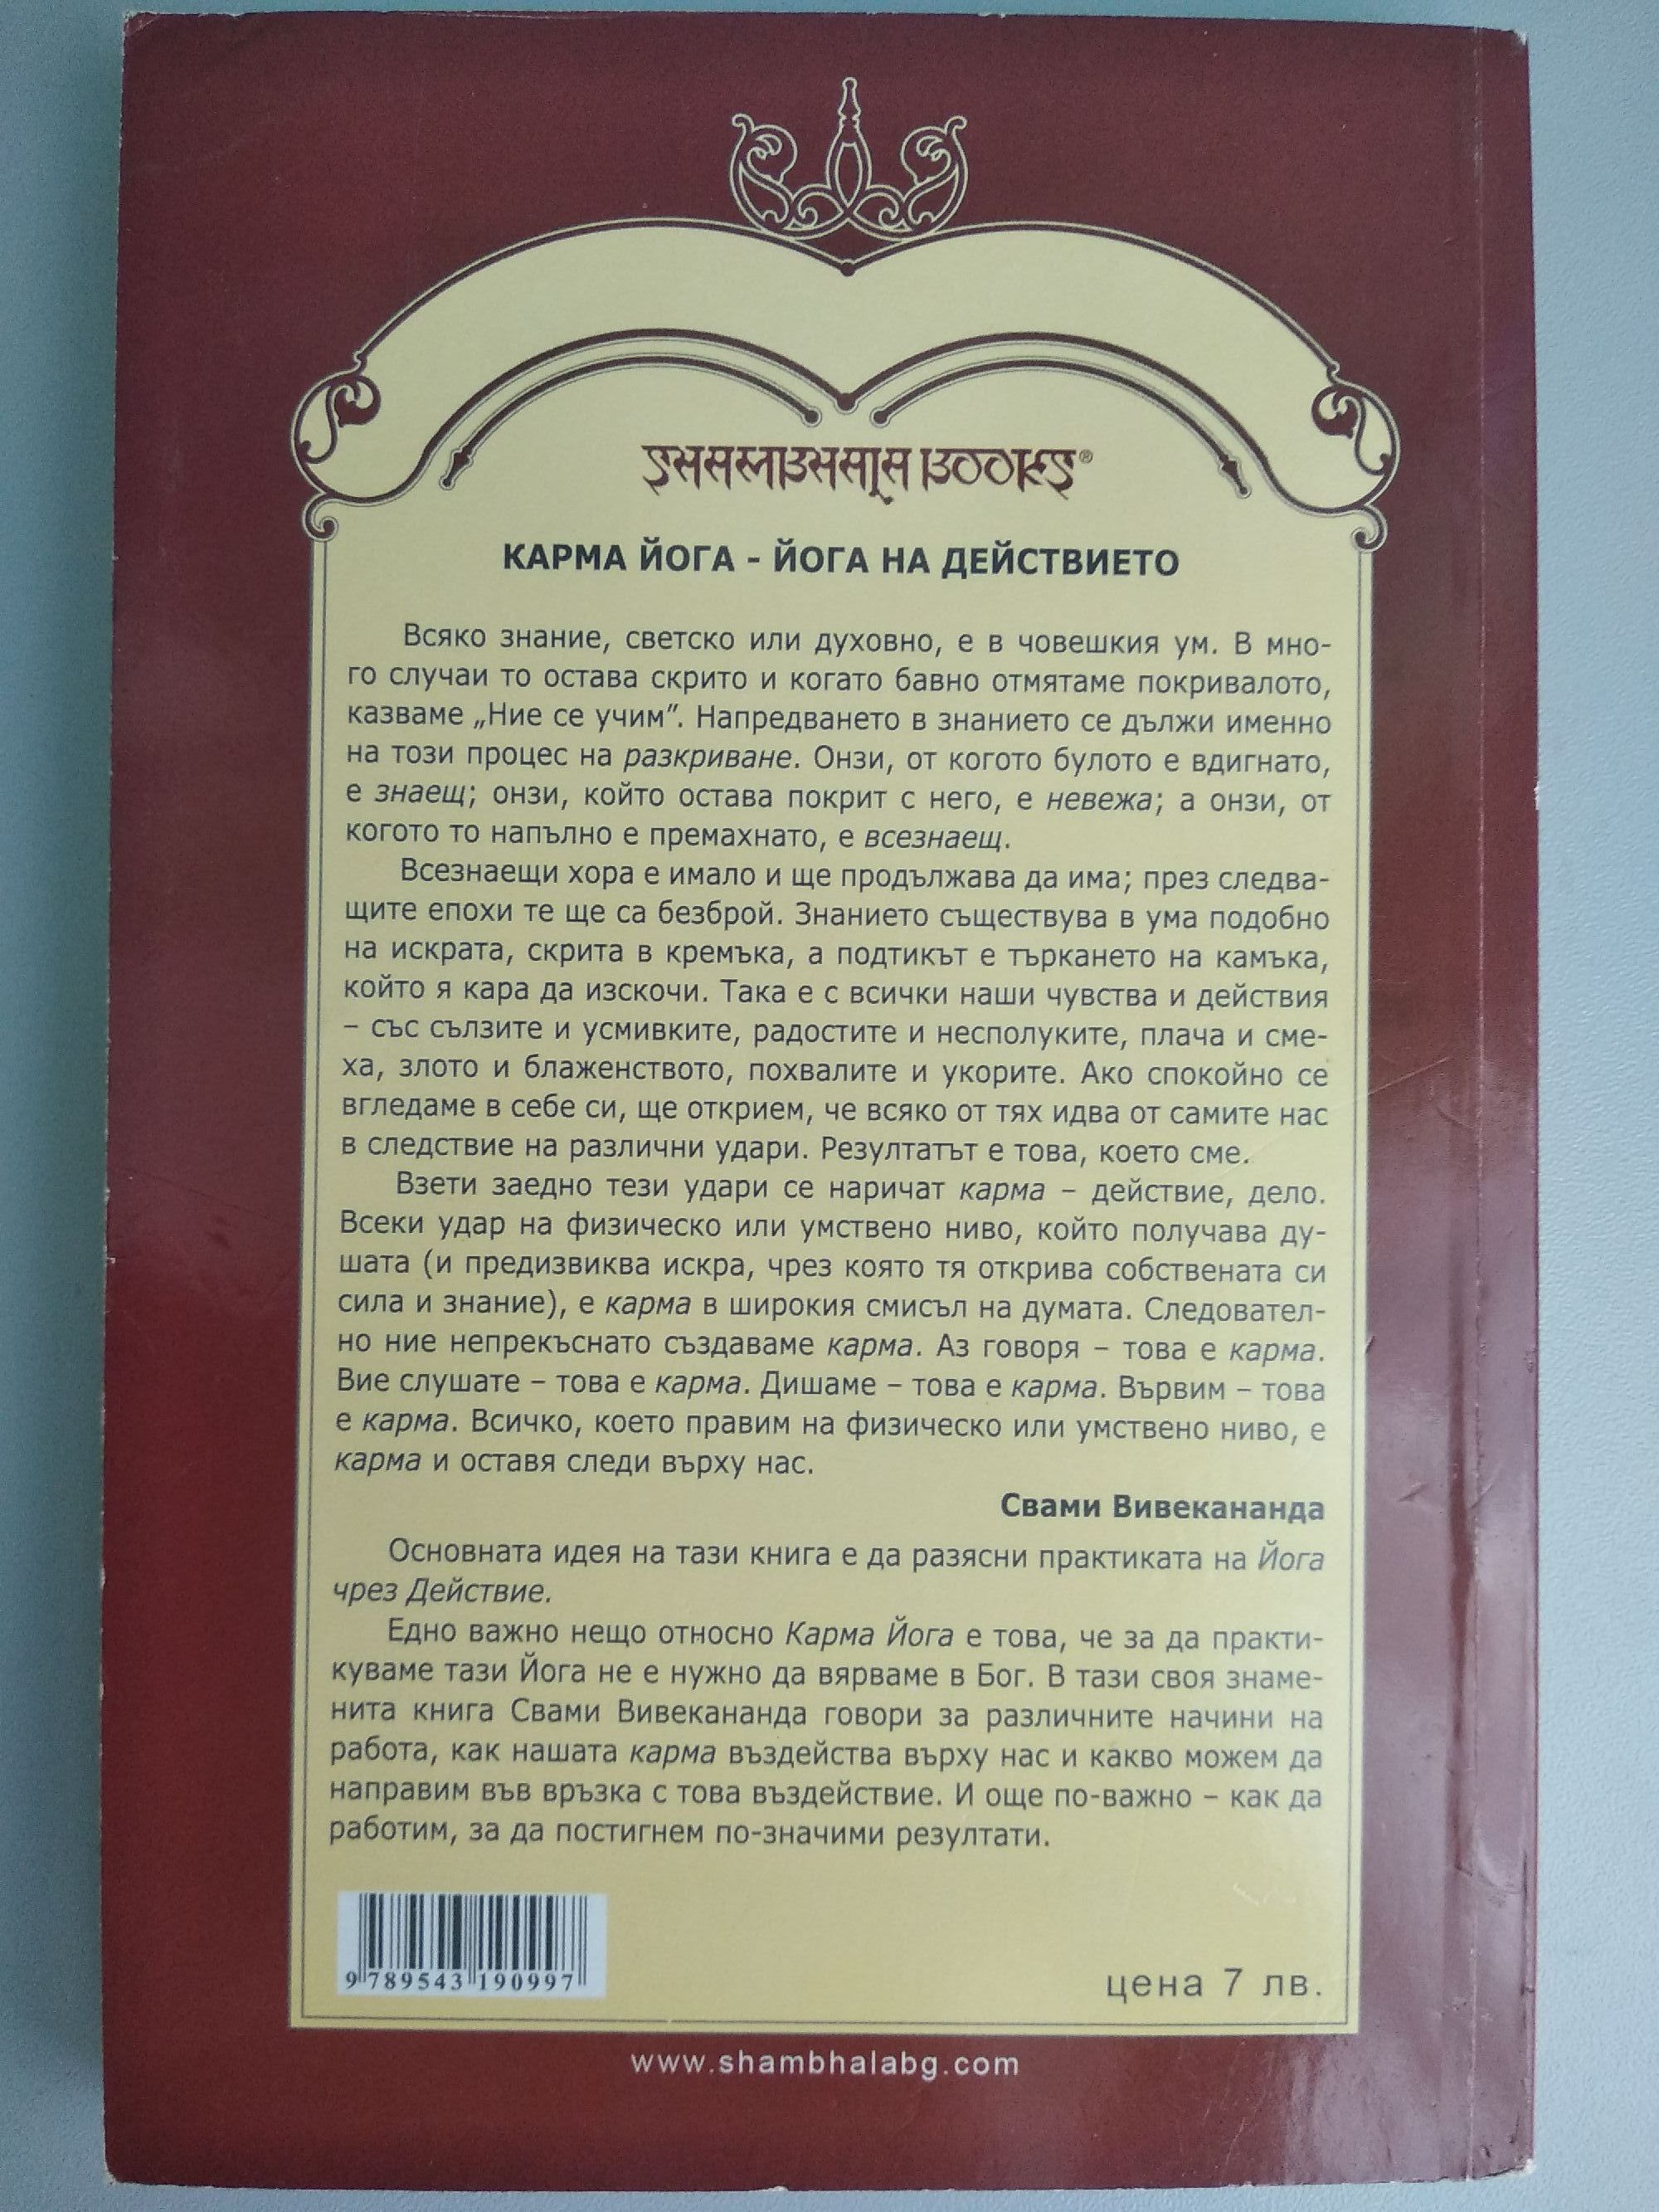 SHAMBHALA BOOKS®
КАРМА ЙОГА - ЙОГА НА ДЕЙСТВИЕТО
Всяко знание, светско или духовно, е в човешкия ум. В мно-
го случаи то остава скрито и когато бавно отмятаме покривалото,
казваме „Ние се учим”. Напредването в знанието се дължи именно
на този процес на разкриване. Онзи, от когото булото е вдигнато,
е знаещ; онзи, който остава покрит с него, е невежа; а онзи, от
когото то напълно е премахнато, е всезнаещ.
Всезнаещи хора е имало и ще продължава да има; през следва-
щите епохи те ще са безброй. Знанието съществува в ума подобно
на искрата, скрита в кремъка, а подтикът е търкането на камъка,
който я кара да изскочи. Така е с всички наши чувства и действия
– със сълзите и усмивките, радостите и несполуките, плача и сме-
ха, злото и блаженството, похвалите и укорите. Ако спокойно се
вгледаме в себе си, ще открием, че всяко от тях идва от самите нас
в следствие на различни удари. Резултатът е това, което сме.
Взети заедно тези удари се наричат карма – действие, дело.
Всеки удар на физическо или умствено ниво, който получава ду-
шата (и предизвиква искра, чрез която тя открива собствената си
сила и знание), е карма в широкия смисъл на думата. Следовател-
но ние непрекъснато създаваме карма. Аз говоря – това е карма.
Вие слушате – това е карма. Дишаме – това е карма. Вървим – това
е карма. Всичко, което правим на физическо или умствено ниво, е
карма и оставя следи върху нас.
Свами Вивекананда
Основната идея на тази книга е да разясни практиката на Йога
чрез Действие.
Едно важно нещо относно Карма Йога е това, че за да практи-
куваме тази Йога не е нужно да вярваме в Бог. В тази своя знаме-
нита книга Свами Вивекананда говори за различните начини на
работа, как нашата карма въздейства върху нас и какво можем да
направим във връзка с това въздействие. И още по-важно – как да
работим, за да постигнем по-значими резултати.
9 789543 190997
цена 7 лв.
www.shambhalabg.com